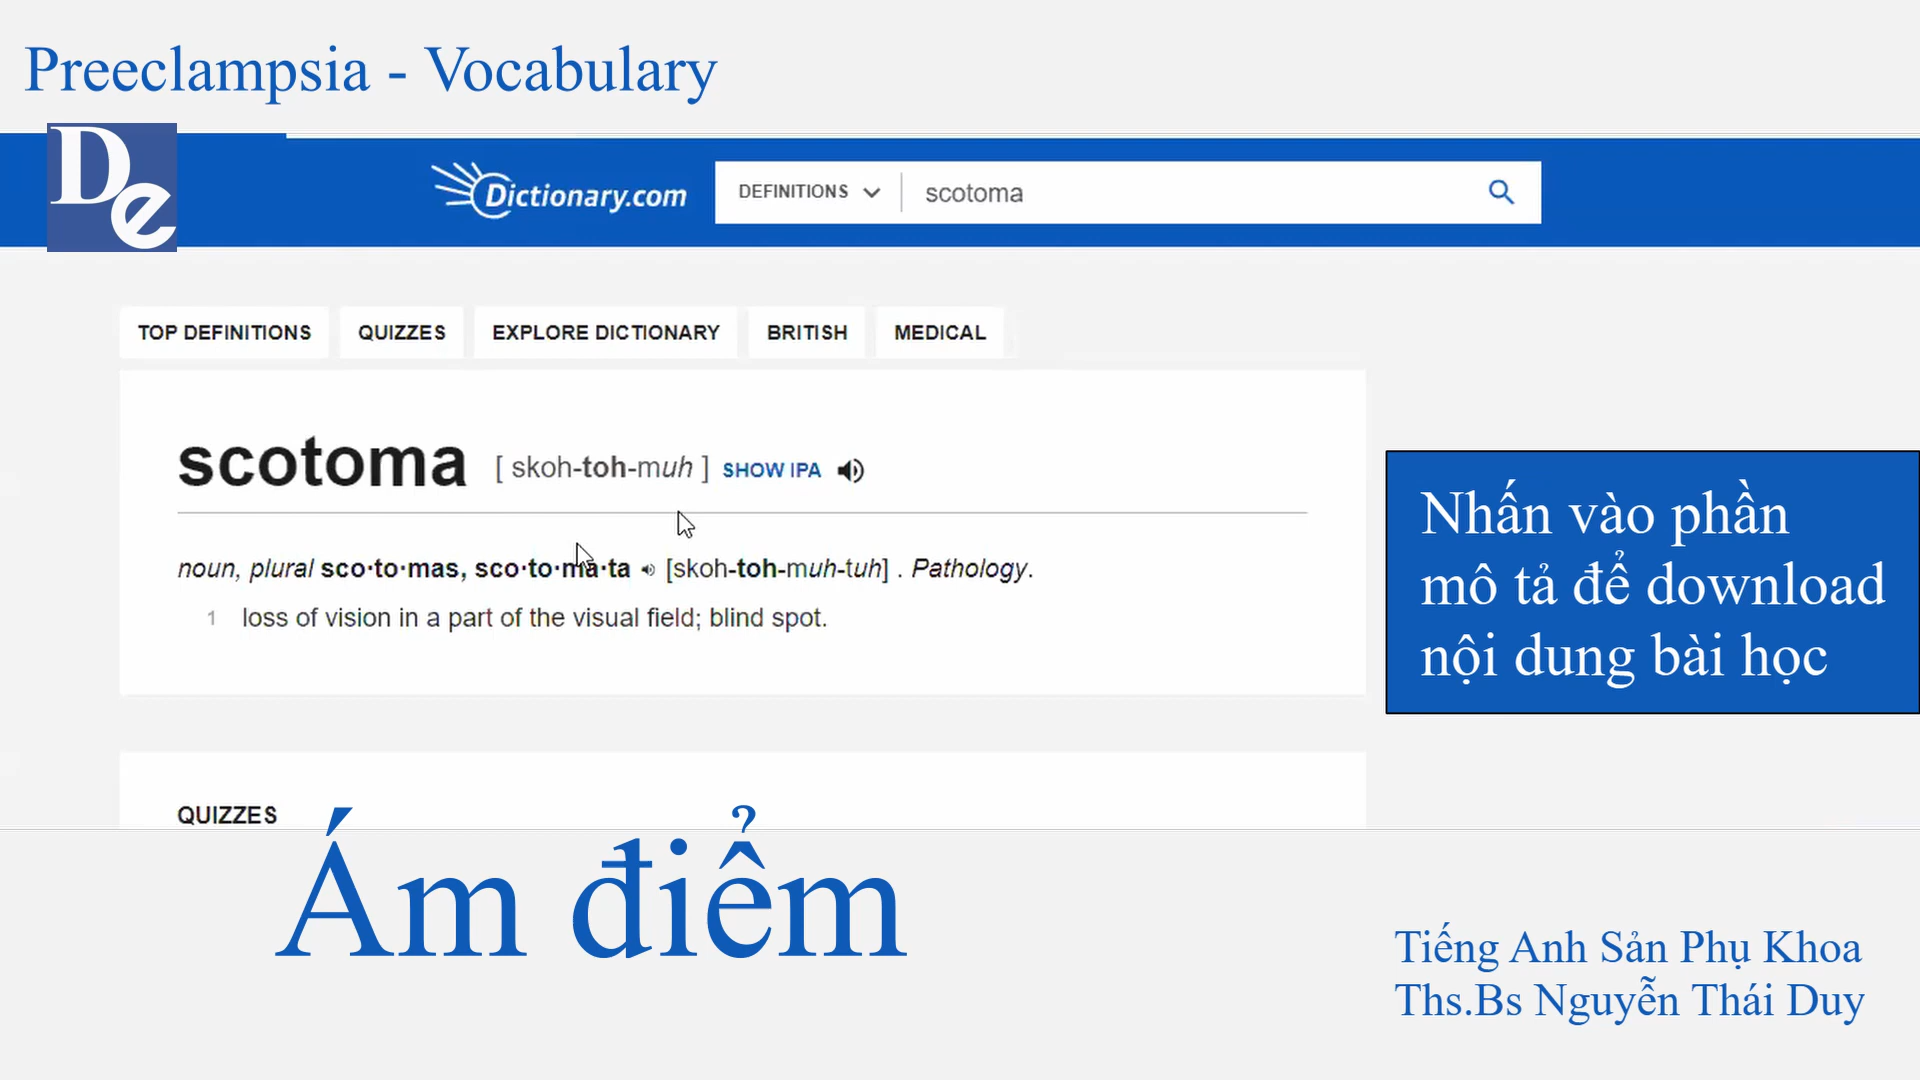 Preeclampsia - Vocabulary
De
Dictionary.com
DEFINITIONS scotoma
TOP DEFINITIONS QUIZZES EXPLORE DICTIONARY BRITISH MEDICAL
scotoma [ skoh-toh-muh ] SHOW IPA
noun, plural sco·to·mas, sco·to·ma·ta [skoh-toh-muh-tuh] . Pathology.
1 loss of vision in a part of the visual field; blind spot.
Nhấn vào phần
mô tả để download
nội dung bài học
QUIZZES
Ám điểm
Tiếng Anh Sản Phụ Khoa
Ths.Bs Nguyễn Thái Duy